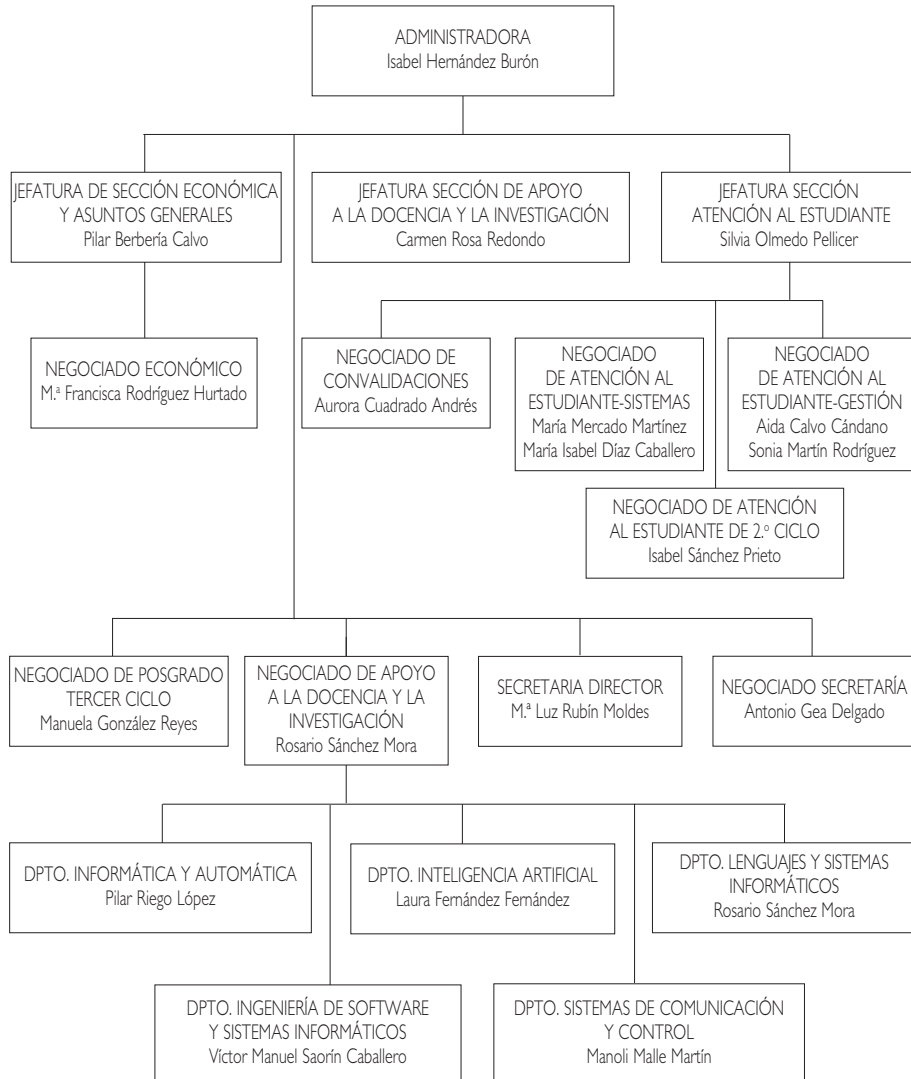 ADMINISTRADORA
Isabel Hernández Burón
JEFATURA DE SECCIÓN ECONÓMICA
Y ASUNTOS GENERALES
Pilar Berbería Calvo
JEFATURA SECCIÓN DE APOYO
A LA DOCENCIA Y LA INVESTIGACIÓN
Carmen Rosa Redondo
JEFATURA SECCIÓN
ATENCIÓN AL ESTUDIANTE
Silvia Olmedo Pellicer
NEGOCIADO ECONÓMICO
M.ª Francisca Rodríguez Hurtado
NEGOCIADO DE
CONVALIDACIONES
Aurora Cuadrado Andrés
NEGOCIADO
DE ATENCIÓN AL
ESTUDIANTE-SISTEMAS
María Mercado Martínez
María Isabel Díaz Caballero
NEGOCIADO
DE ATENCIÓN AL
ESTUDIANTE-GESTIÓN
Aida Calvo Cándano
Sonia Martín Rodríguez
NEGOCIADO DE ATENCIÓN
AL ESTUDIANTE DE 2.º CICLO
Isabel Sánchez Prieto
NEGOCIADO DE POSGRADO
TERCER CICLO
Manuela González Reyes
NEGOCIADO DE APOYO
A LA DOCENCIA Y LA
INVESTIGACIÓN
Rosario Sánchez Mora
SECRETARIA DIRECTOR
M.ª Luz Rubín Moldes
NEGOCIADO SECRETARÍA
Antonio Gea Delgado
DPTO. INFORMÁTICA Y AUTOMÁTICA
Pilar Riego López
DPTO. INTELIGENCIA ARTIFICIAL
Laura Fernández Fernández
DPTO. LENGUAJES Y SISTEMAS
INFORMÁTICOS
Rosario Sánchez Mora
DPTO. INGENIERÍA DE SOFTWARE
Y SISTEMAS INFORMÁTICOS
Víctor Manuel Saorín Caballero
DPTO. SISTEMAS DE COMUNICACIÓN
Y CONTROL
Manoli Malle Martín